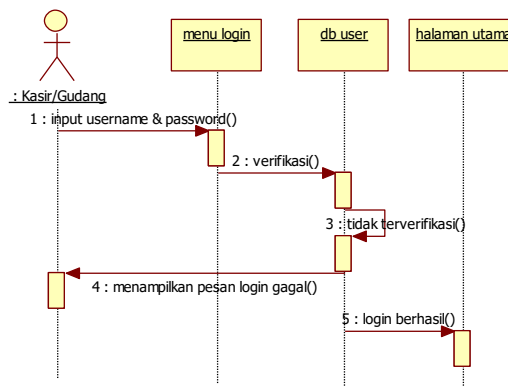 menu login
db user
halaman utama
: Kasir/Gudang
1 : input username & password()
2 : verifikasi()
3 : tidak terverifikasi()
4 : menampilkan pesan login gagal()
5 : login berhasil()